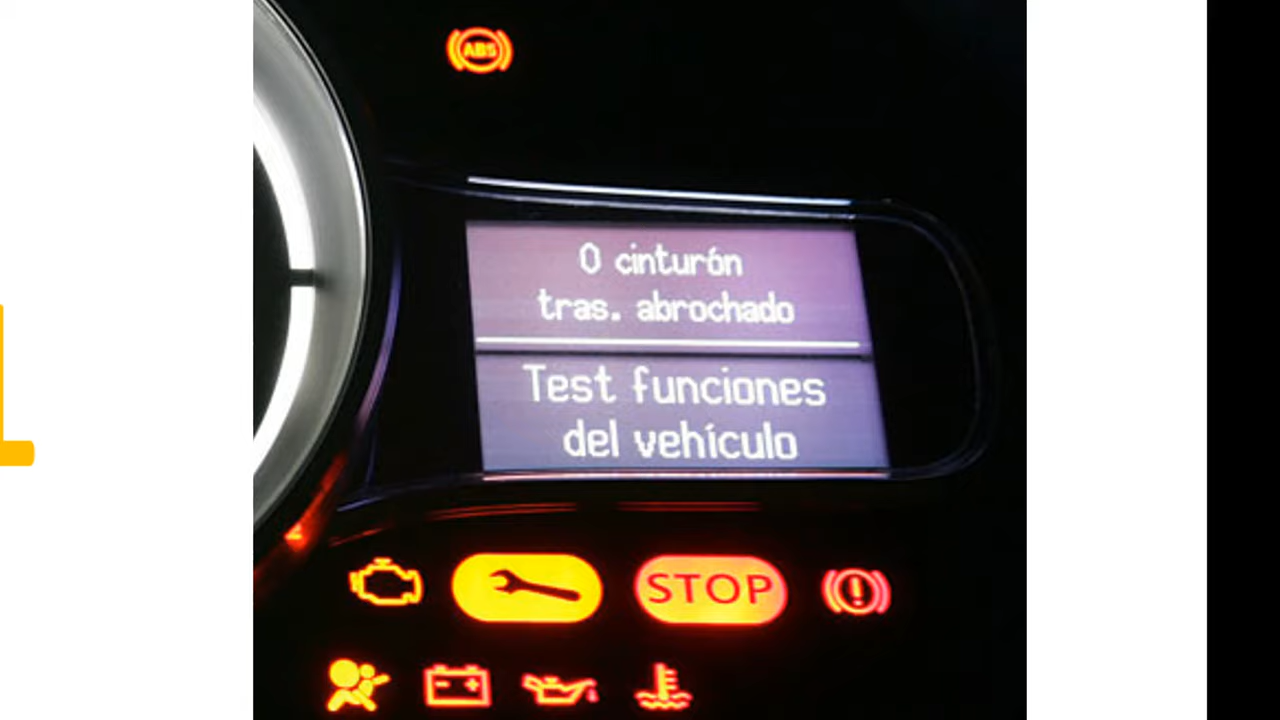 ABS
0 cinturón
tras. abrochado
Test funciones
del vehículo
STOP